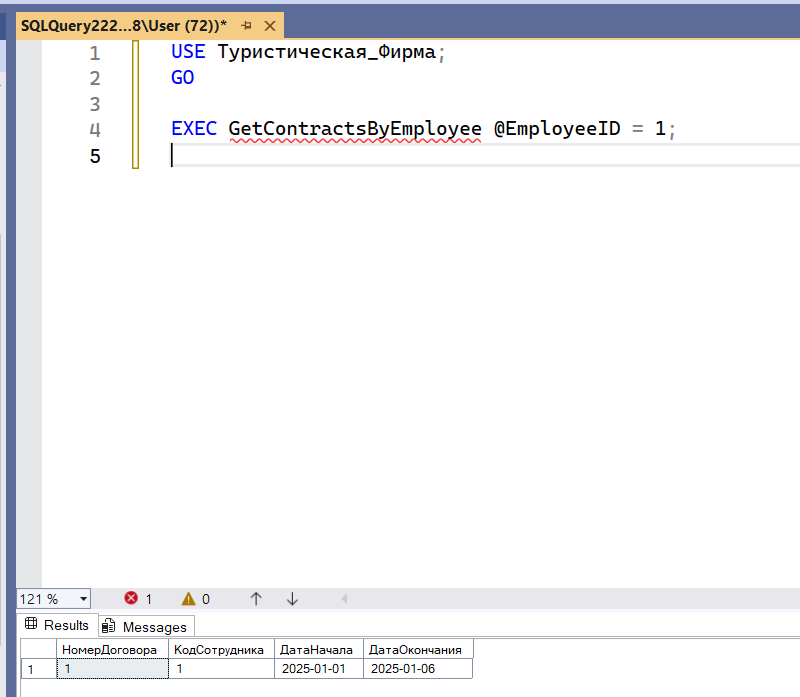 SQLQuery222...8\User (72))*
1 USE Туристическая_Фирма;
2 GO
3
4 EXEC GetContractsByEmployee @EmployeeID = 1;
5
121 % 1 0
Results Messages
НомерДоговора КодСотрудника ДатаНачала ДатаОкончания
1 1 1 2025-01-01 2025-01-06